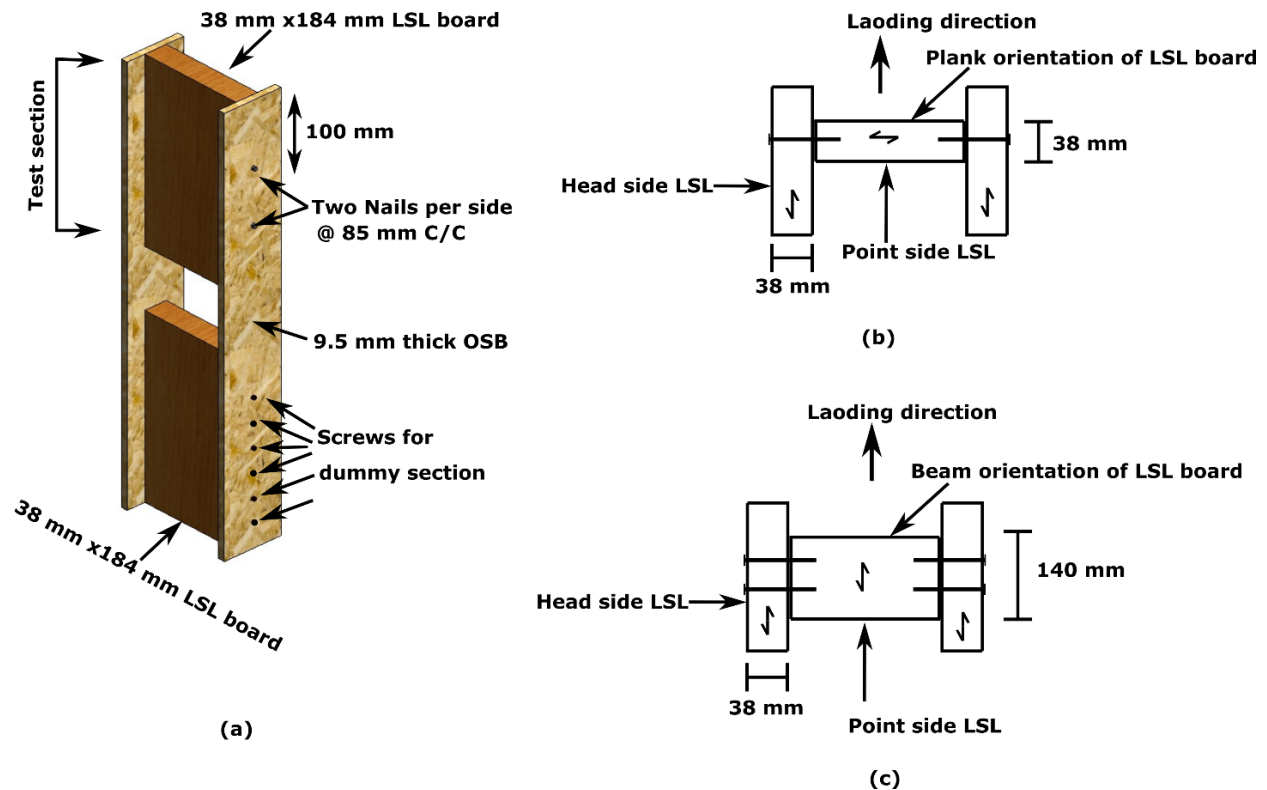 38 mm x184 mm LSL board
Test section
100 mm
Two Nails per side
@ 85 mm C/C
9.5 mm thick OSB
Screws for
dummy section
38 mm x184 mm LSL board
(a)
Laoding direction
Plank orientation of LSL board
38 mm
Head side LSL
Point side LSL
38 mm
(b)
Laoding direction
Beam orientation of LSL board
140 mm
Head side LSL
38 mm
Point side LSL
(c)